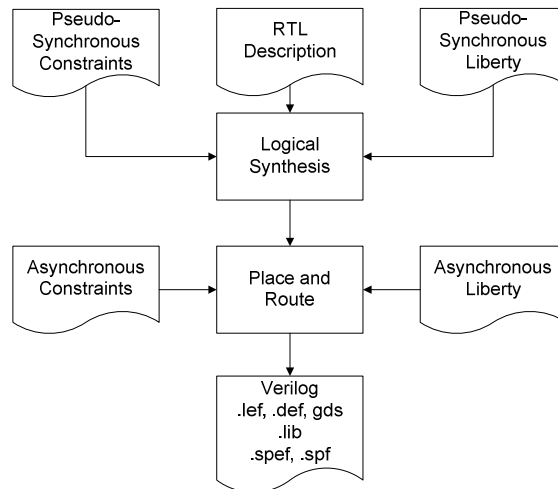 Pseudo-
Synchronous
Constraints
RTL
Description
Pseudo-
Synchronous
Liberty
Logical
Synthesis
Asynchronous
Constraints
Place and
Route
Asynchronous
Liberty
Verilog
.lef, .def, gds
.lib
.spef, .spf